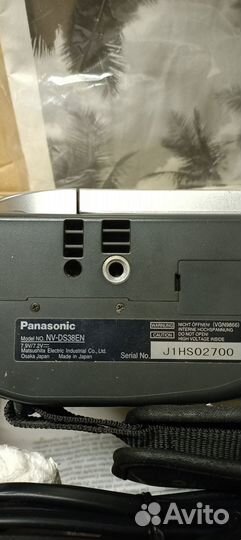 Panasonic
Model NO. NV-DS38EN
7.9V/7.2V
Matsushita Electric Industrial Co., Ltd.
Osaka Japan Made in Japan
WARNING NICHT ÖFFNEN! (VGN9866)
INTERNE HOCHSPANNUNG
CAUTION DO NOT OPEN
HIGH VOLTAGE INSIDE
Serial No. J1HS02700
Avito